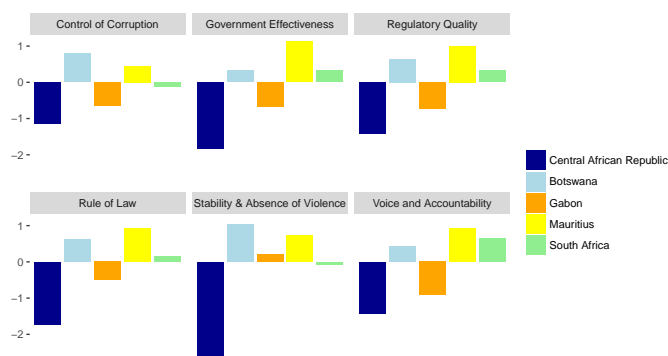 Control of Corruption
Government Effectiveness
Regulatory Quality
1
0
−1
−2
Rule of Law
Stability & Absence of Violence
Voice and Accountability
1
0
−1
−2
Central African Republic
Botswana
Gabon
Mauritius
South Africa